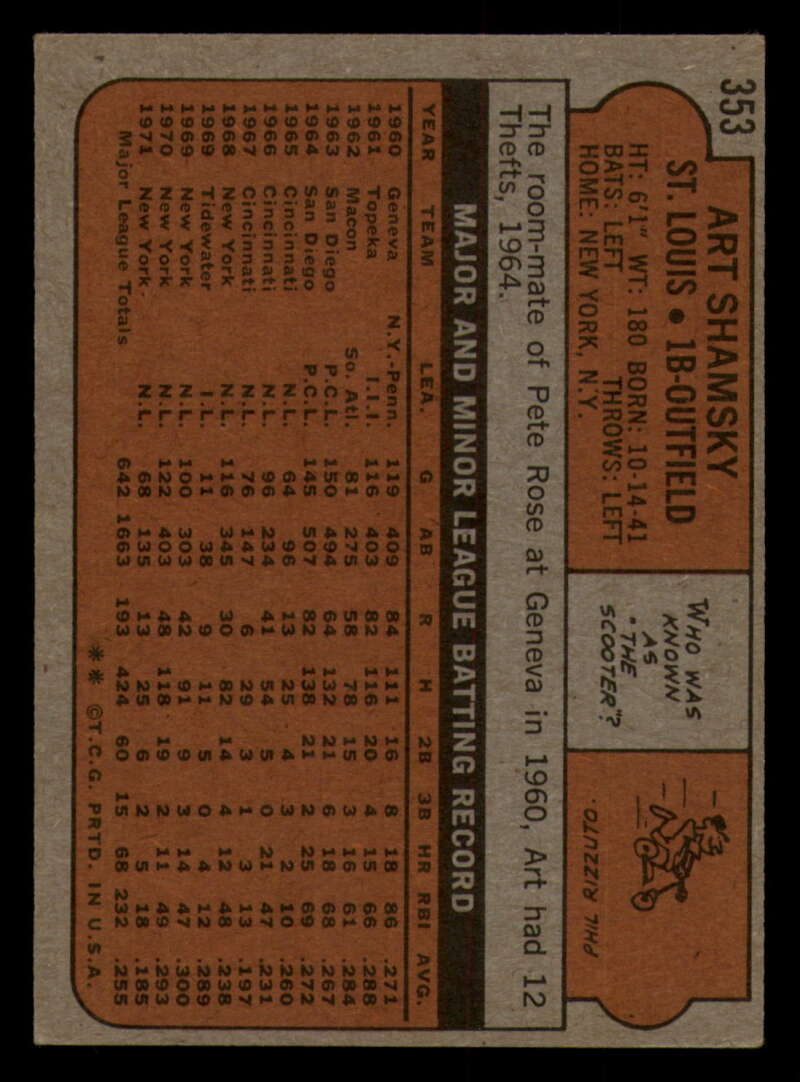 353
ART SHAMSKY
ST. LOUIS • 1B-OUTFIELD
HT: 6'1" WT: 180 BORN: 10-14-41
BATS: LEFT THROWS: LEFT
HOME: NEW YORK, N.Y.
WHO WAS
KNOWN
AS
"THE
SCOOTER"?
PHIL RIZZUTO.
The room-mate of Pete Rose at Geneva in 1960, Art had 12
Thefts, 1964.
MAJOR AND MINOR LEAGUE BATTING RECORD
YEAR TEAM LEA. G AB R H 2B 3B HR RBI AVG.
1960 Geneva N.Y.-Penn. 119 409 84 111 16 8 18 86 .271
1961 Topeka I.I.I. 116 403 82 116 20 4 15 66 .288
1962 Macon So. Atl. 81 275 58 78 15 3 16 61 .284
1963 San Diego P.C.L. 150 494 64 132 21 6 18 68 .267
1964 San Diego P.C.L. 145 507 82 138 21 2 25 69 .272
1965 Cincinnati N.L. 64 96 13 25 4 3 2 10 .260
1966 Cincinnati N.L. 96 234 41 54 5 0 21 47 .231
1967 Cincinnati N.L. 76 147 6 29 3 1 3 13 .197
1968 New York N.L. 116 345 30 82 14 4 12 48 .238
1969 Tidewater I.L. 11 38 9 11 5 0 4 12 .289
1969 New York N.L. 100 303 42 91 9 3 14 47 .300
1970 New York N.L. 122 403 48 118 19 2 11 49 .293
1971 New York N.L. 68 135 13 25 6 2 5 18 .185
Major League Totals 642 1663 193 424 60 15 68 232 .255
** ©T.C.G. PRTD. IN U.S.A.